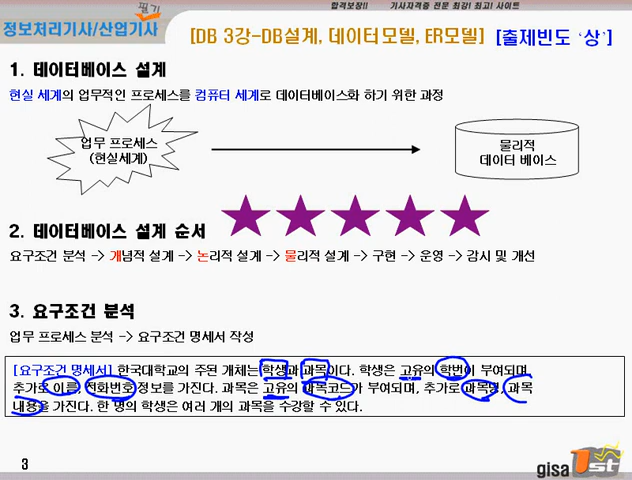 합격보장!! 기사자격증 전문 최강! 최고! 사이트
필기
정보처리기사/산업기사
[DB 3강-DB설계, 데이터모델, ER모델] [출제빈도 ‘상’]
1. 데이터베이스 설계
현실 세계의 업무적인 프로세스를 컴퓨터 세계로 데이터베이스화 하기 위한 과정
업무 프로세스
(현실세계)
물리적
데이터 베이스
2. 데이터베이스 설계 순서
요구조건 분석 -> 개념적 설계 -> 논리적 설계 -> 물리적 설계 -> 구현 -> 운영 -> 감시 및 개선
3. 요구조건 분석
업무 프로세스 분석 -> 요구조건 명세서 작성
[요구조건 명세서] 한국대학교의 주된 개체는 학생과 과목이다. 학생은 고유의 학번이 부여되며,
추가로 이름, 전화번호 정보를 가진다. 과목은 고유의 과목코드가 부여되며, 추가로 과목명, 과목
내용을 가진다. 한 명의 학생은 여러 개의 과목을 수강할 수 있다.
3
gisa 1st